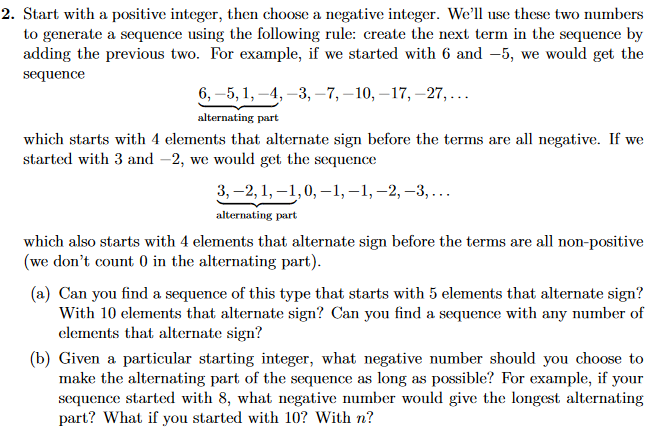 2. Start with a positive integer, then choose a negative integer. We'll use these two numbers
to generate a sequence using the following rule: create the next term in the sequence by
adding the previous two. For example, if we started with 6 and −5, we would get the
sequence
6, −5, 1, −4, −3, −7, −10, −17, −27, . . .
alternating part
which starts with 4 elements that alternate sign before the terms are all negative. If we
started with 3 and −2, we would get the sequence
3, −2, 1, −1, 0, −1, −1, −2, −3, . . .
alternating part
which also starts with 4 elements that alternate sign before the terms are all non-positive
(we don't count 0 in the alternating part).
(a) Can you find a sequence of this type that starts with 5 elements that alternate sign?
With 10 elements that alternate sign? Can you find a sequence with any number of
elements that alternate sign?
(b) Given a particular starting integer, what negative number should you choose to
make the alternating part of the sequence as long as possible? For example, if your
sequence started with 8, what negative number would give the longest alternating
part? What if you started with 10? With n?